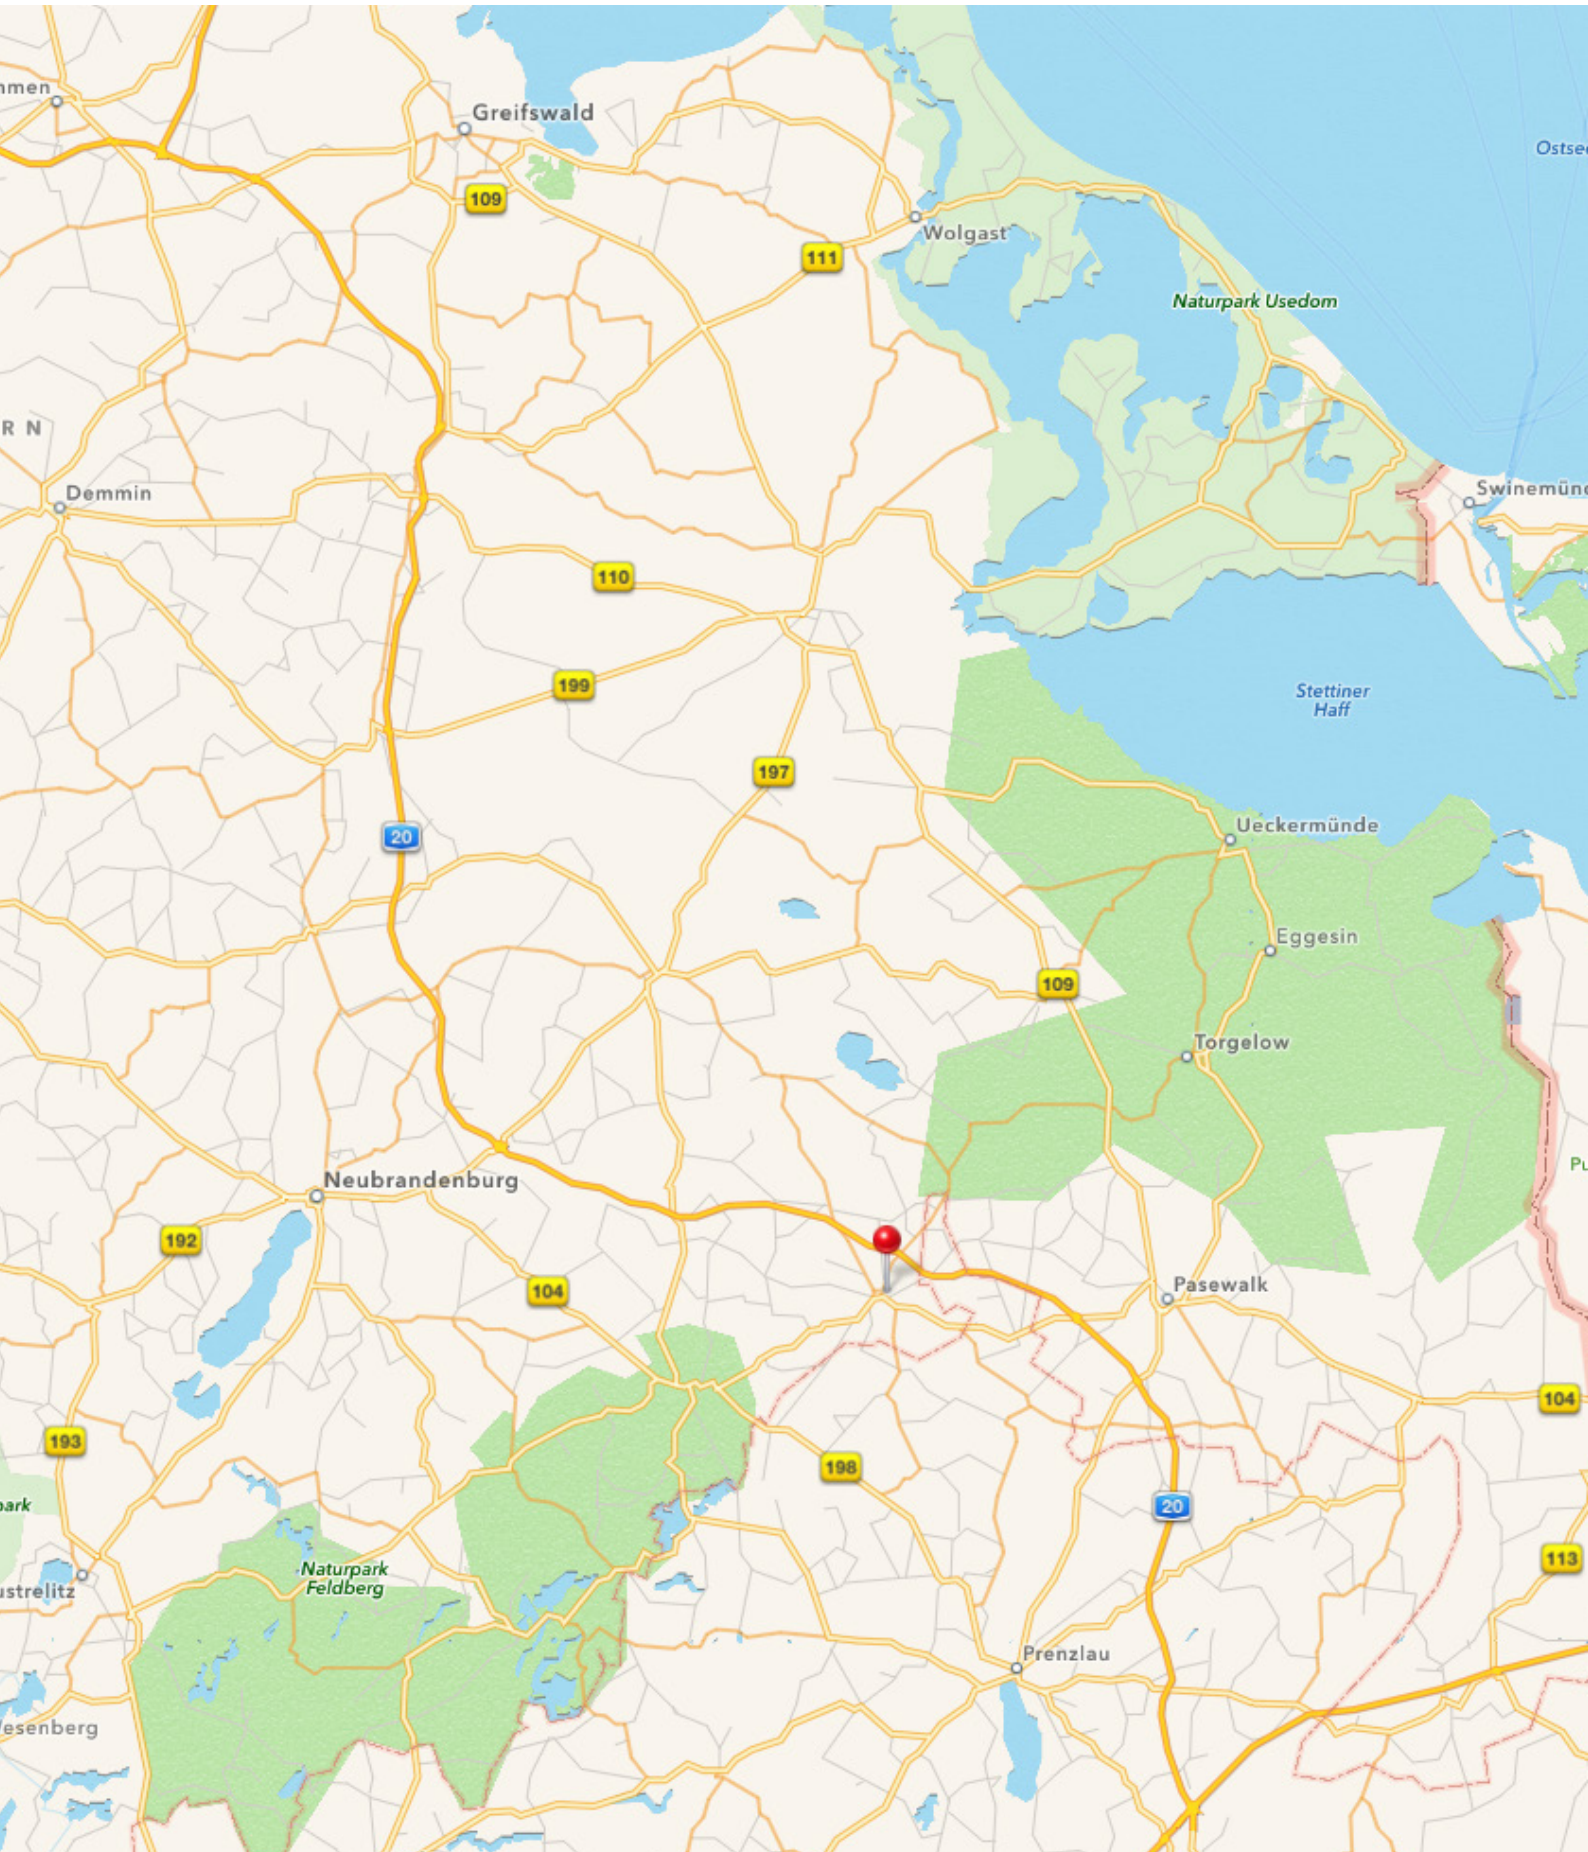 Greifswald
109
Wolgast
111
Ostsee
Naturpark Usedom
R N
Demmin
110
Stettiner
Haff
199
197
20
Ueckermünde
Eggesin
109
Torgelow
Neubrandenburg
192
104
Pasewalk
104
193
198
20
113
Naturpark
Feldberg
Prenzlau